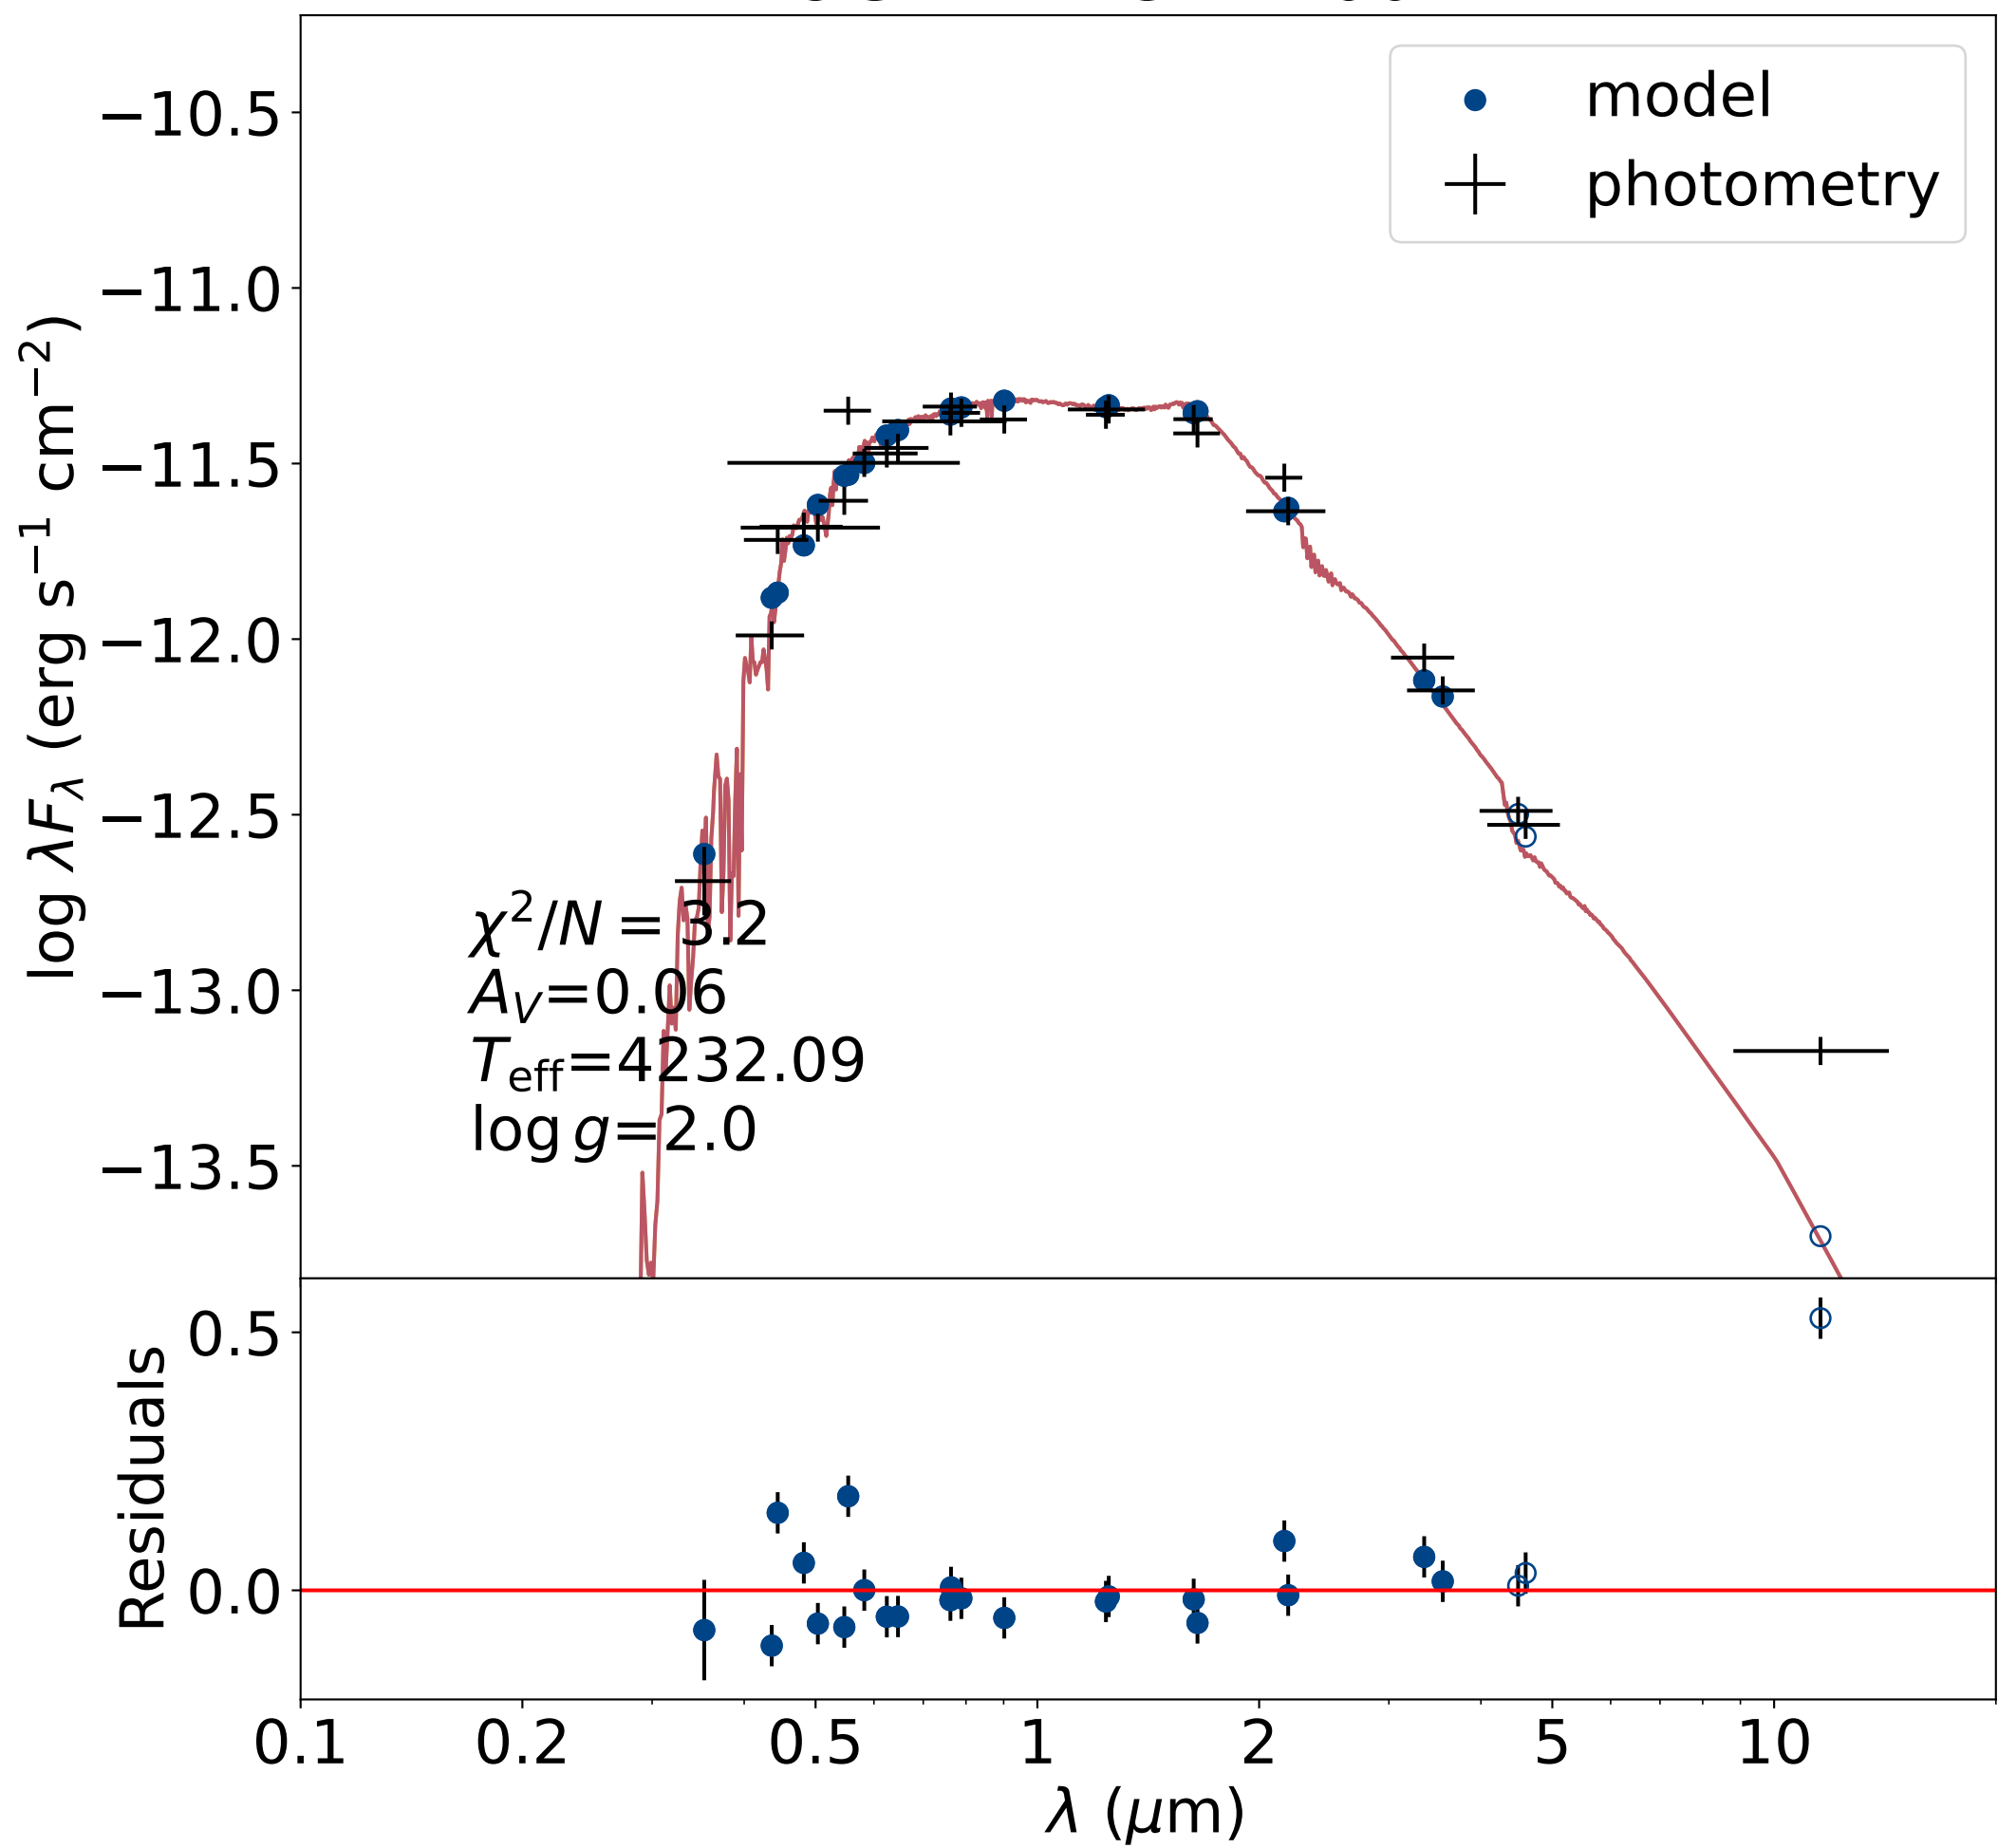 model
photometry
−10.5
−11.0
−11.5
−12.0
−12.5
−13.0
−13.5
log λFλ (erg s⁻¹ cm⁻²)
χ²/N = 3.2
A_V=0.06
T_eff=4232.09
log g=2.0
0.5
0.0
Residuals
0.1 0.2 0.5 1 2 5 10
λ (μm)